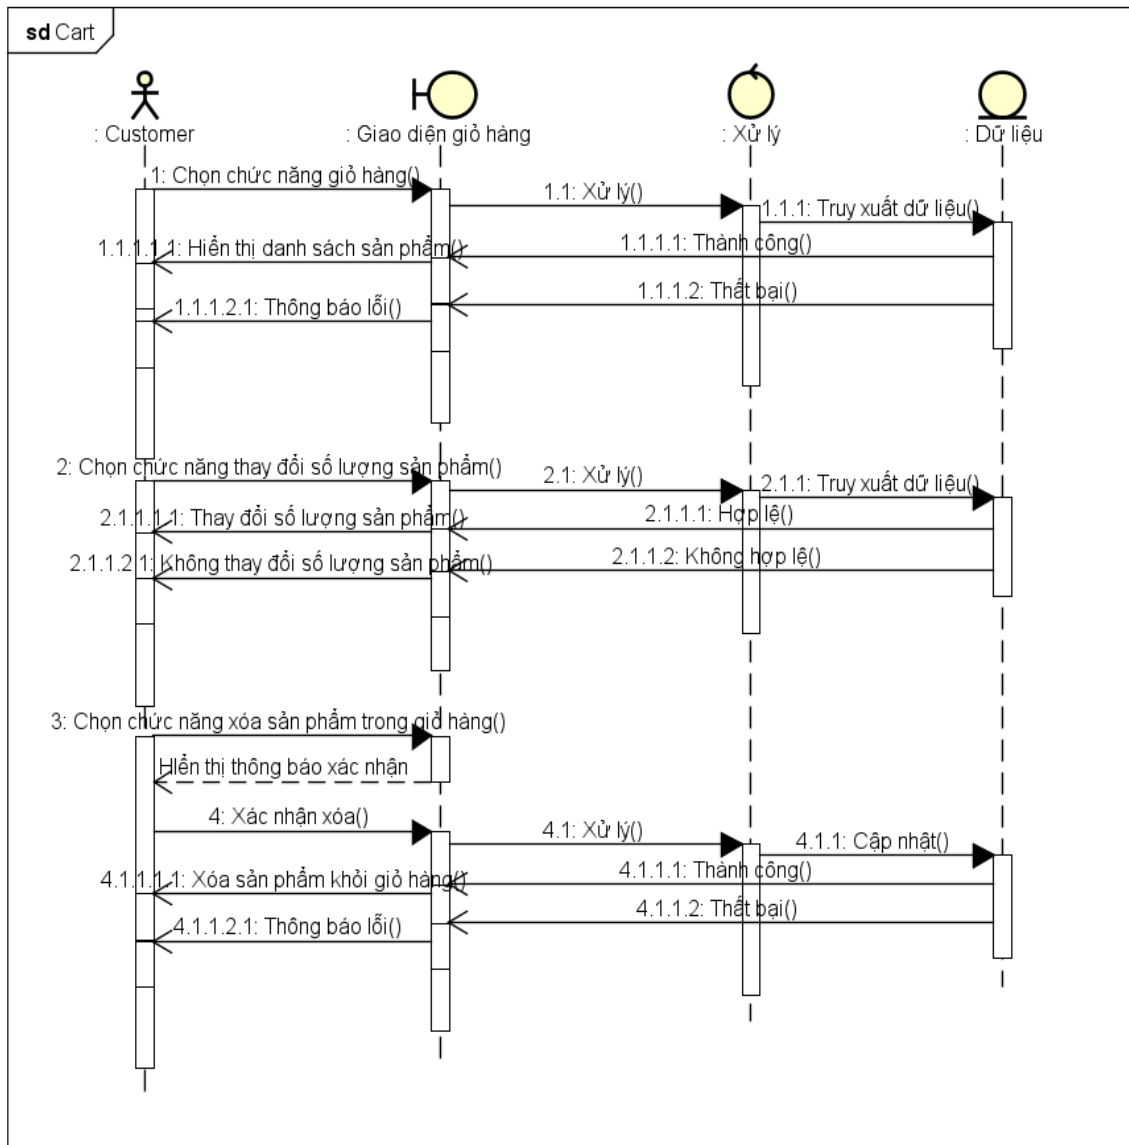 sd Cart
: Customer
: Giao diện giỏ hàng
: Xử lý
: Dữ liệu
1: Chọn chức năng giỏ hàng()
1.1: Xử lý()
1.1.1: Truy xuất dữ liệu()
1.1.1.1: Thành công()
1.1.1.1.1: Hiển thị danh sách sản phẩm()
1.1.1.2: Thất bại()
1.1.1.2.1: Thông báo lỗi()
2: Chọn chức năng thay đổi số lượng sản phẩm()
2.1: Xử lý()
2.1.1: Truy xuất dữ liệu()
2.1.1.1: Hợp lệ()
2.1.1.1.1: Thay đổi số lượng sản phẩm()
2.1.1.2: Không hợp lệ()
2.1.1.2.1: Không thay đổi số lượng sản phẩm()
3: Chọn chức năng xóa sản phẩm trong giỏ hàng()
HIển thị thông báo xác nhận
4: Xác nhận xóa()
4.1: Xử lý()
4.1.1: Cập nhật()
4.1.1.1: Thành công()
4.1.1.1.1: Xóa sản phẩm khỏi giỏ hàng()
4.1.1.2: Thất bại()
4.1.1.2.1: Thông báo lỗi()